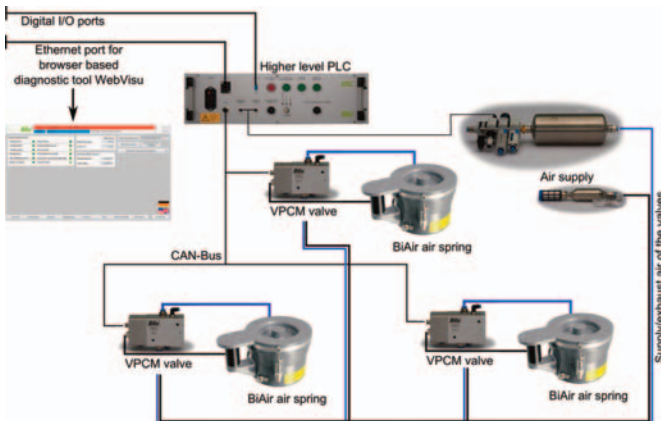 Digital I/O ports
Ethernet port for
browser based
diagnostic tool WebVisu
Higher level PLC
Air supply
VPCM valve
BiAir air spring
CAN-Bus
VPCM valve
BiAir air spring
VPCM valve
BiAir air spring
Supply/exhaust air of the valves